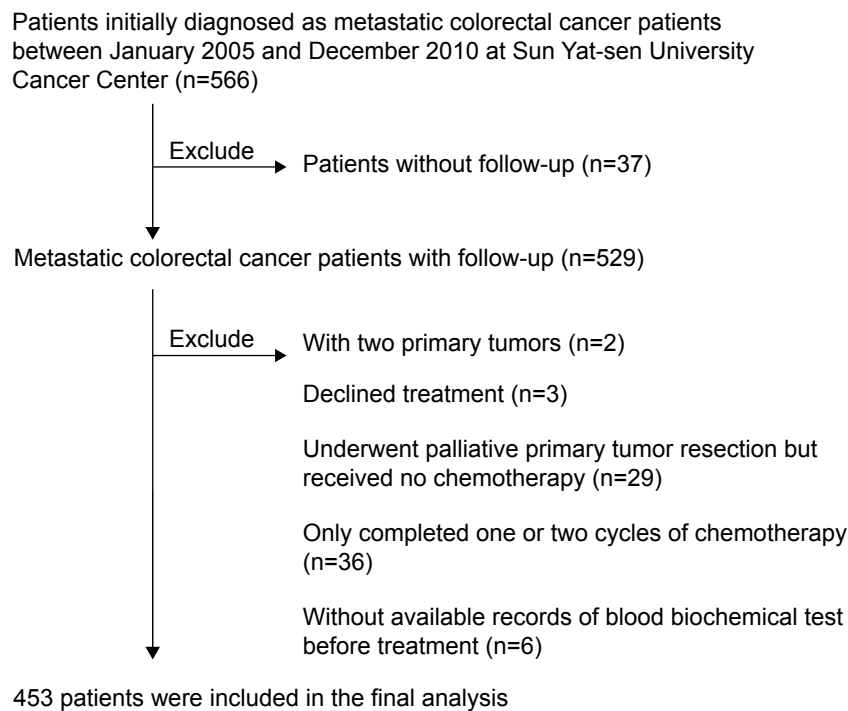 Patients initially diagnosed as metastatic colorectal cancer patients
between January 2005 and December 2010 at Sun Yat-sen University
Cancer Center (n=566)
Exclude
Patients without follow-up (n=37)
Metastatic colorectal cancer patients with follow-up (n=529)
Exclude
With two primary tumors (n=2)
Declined treatment (n=3)
Underwent palliative primary tumor resection but
received no chemotherapy (n=29)
Only completed one or two cycles of chemotherapy
(n=36)
Without available records of blood biochemical test
before treatment (n=6)
453 patients were included in the final analysis